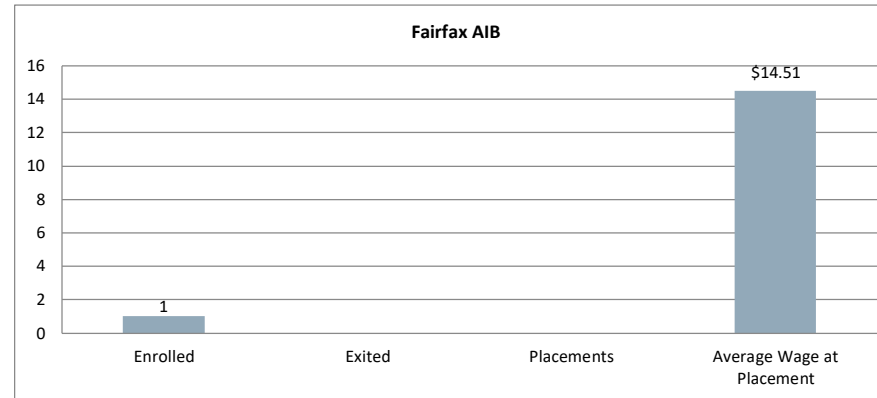 Fairfax AIB
16
14
12
10
8
6
4
2
0
$14.51
1
Enrolled
Exited
Placements
Average Wage at
Placement